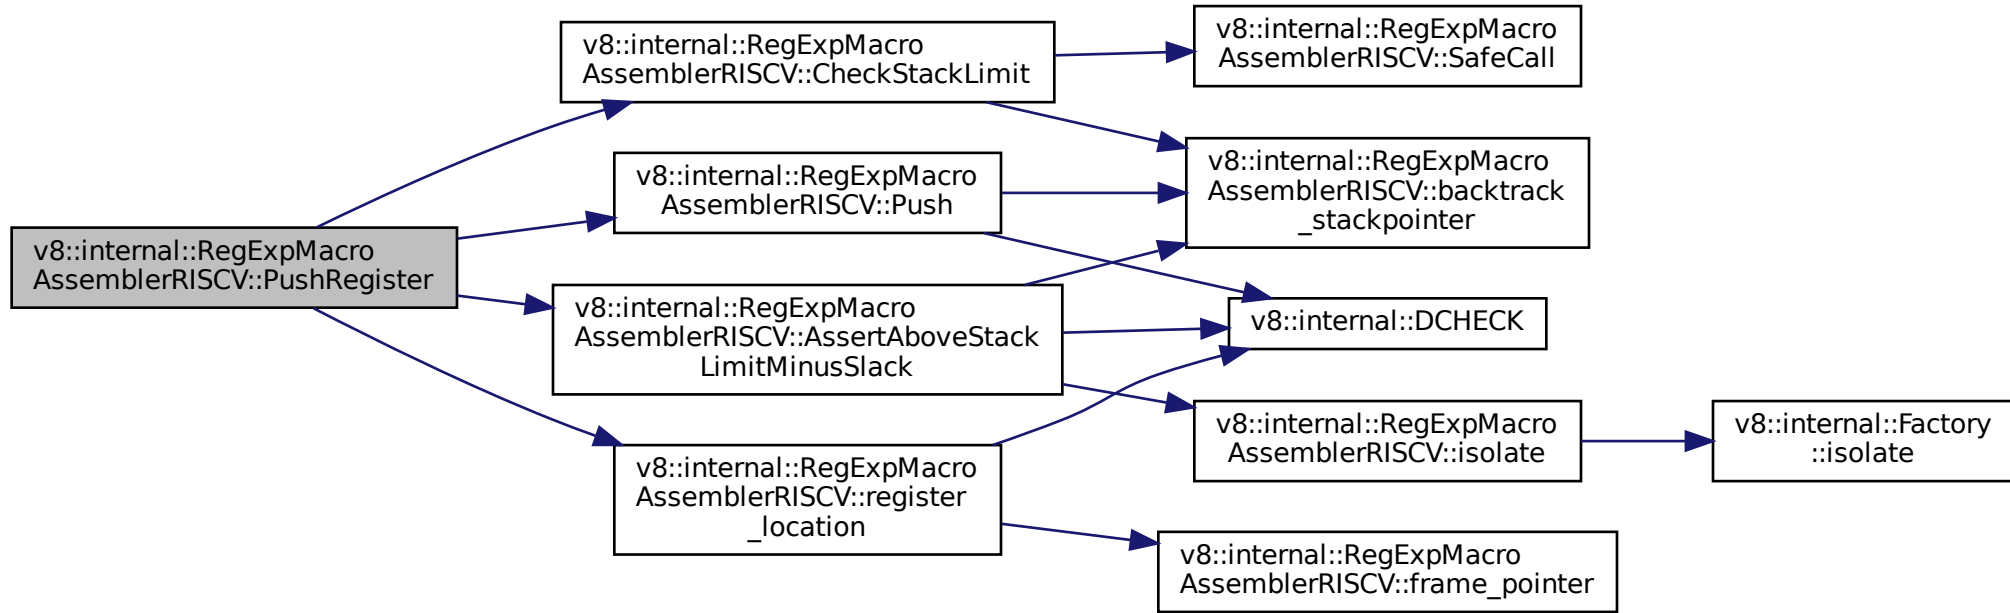 v8::internal::RegExpMacro
AssemblerRISCV::PushRegister
v8::internal::RegExpMacro
AssemblerRISCV::CheckStackLimit
v8::internal::RegExpMacro
AssemblerRISCV::Push
v8::internal::RegExpMacro
AssemblerRISCV::AssertAboveStack
LimitMinusSlack
v8::internal::RegExpMacro
AssemblerRISCV::register
_location
v8::internal::RegExpMacro
AssemblerRISCV::SafeCall
v8::internal::RegExpMacro
AssemblerRISCV::backtrack
_stackpointer
v8::internal::DCHECK
v8::internal::RegExpMacro
AssemblerRISCV::isolate
v8::internal::RegExpMacro
AssemblerRISCV::frame_pointer
v8::internal::Factory
::isolate